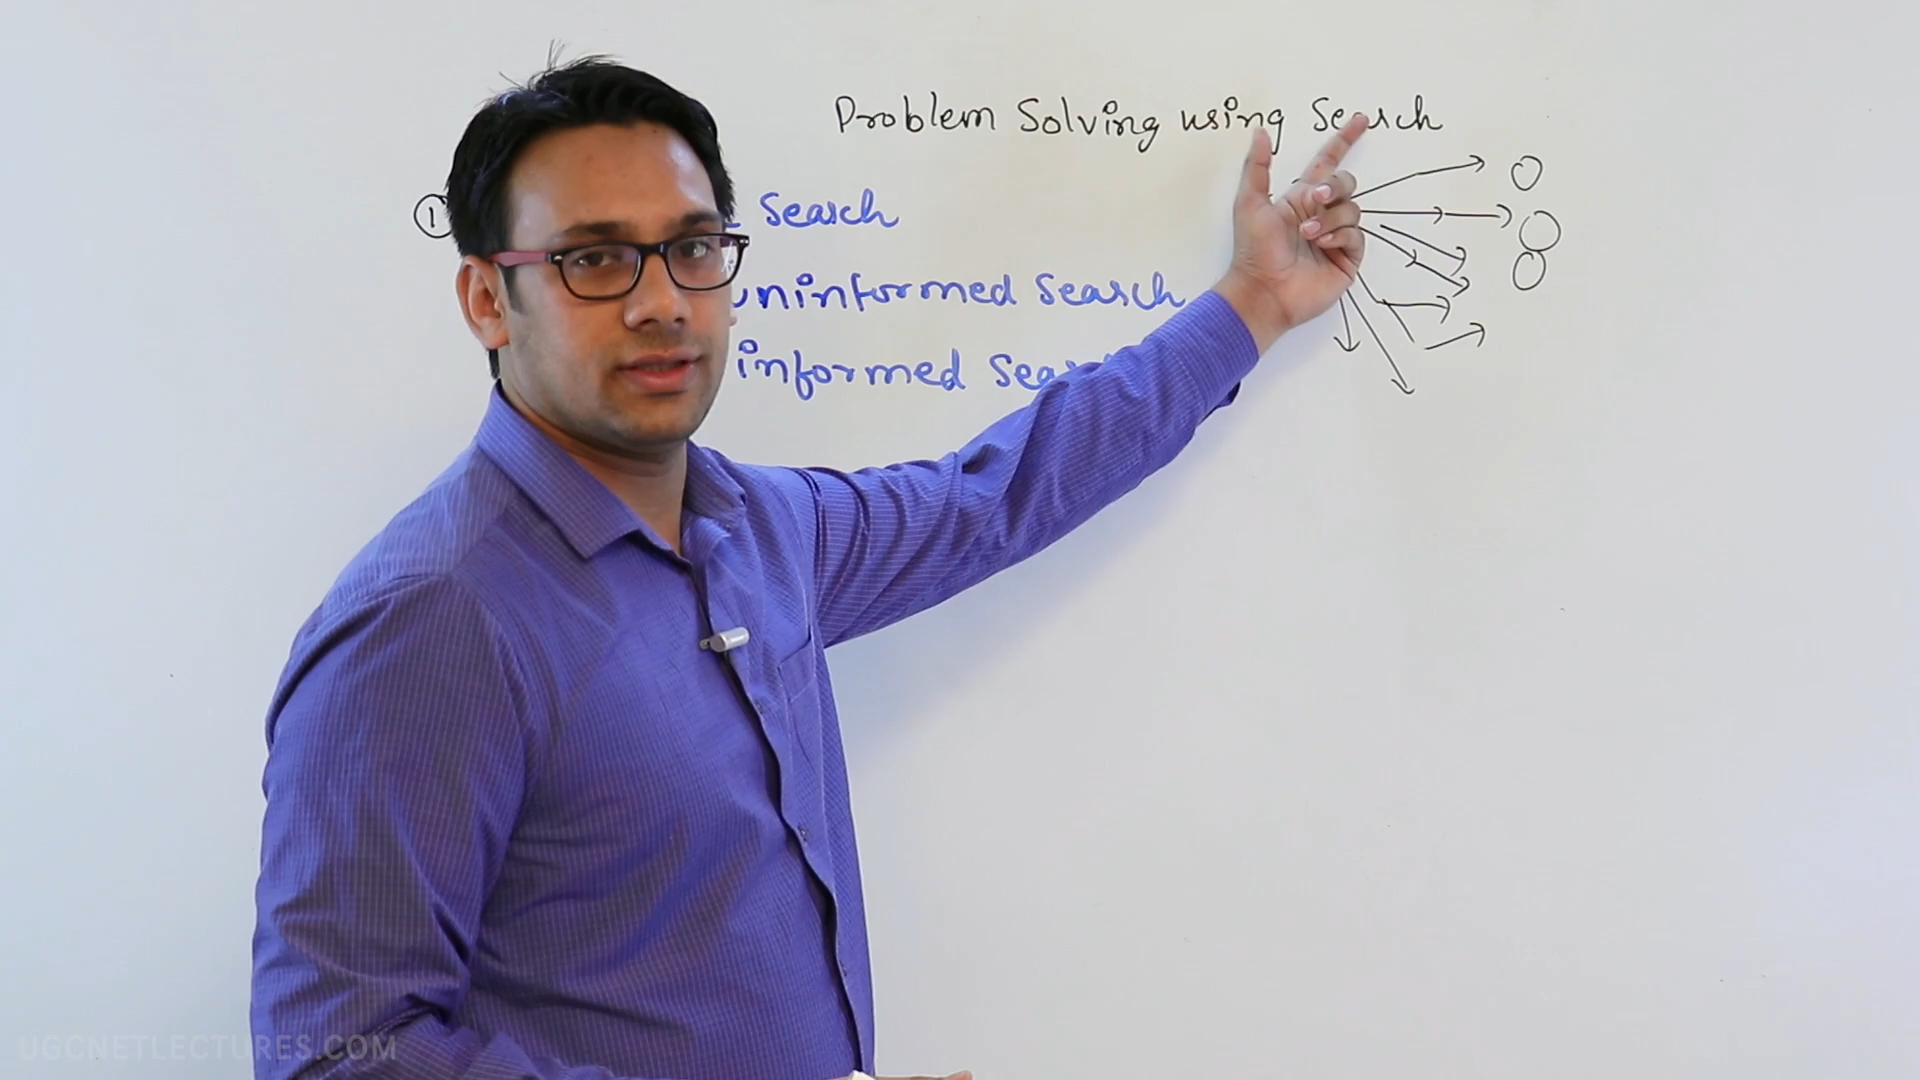 Problem Solving using Search
1 Search
uninformed Search
informed
UGCNETLECTURES.COM